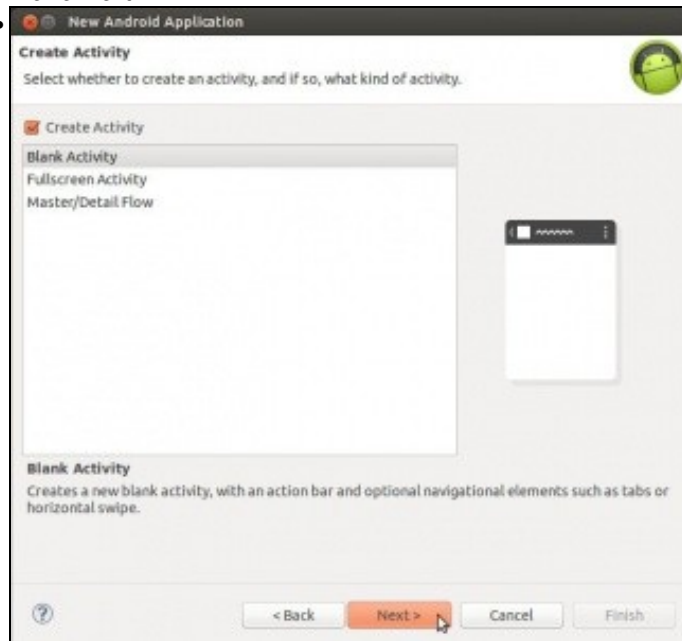 New Android Application
Create Activity
Select whether to create an activity, and if so, what kind of activity.
Create Activity
Blank Activity
Fullscreen Activity
Master/Detail Flow
Blank Activity
Creates a new blank activity, with an action bar and optional navigational elements such as tabs or
horizontal swipe.
? < Back Next > Cancel Finish